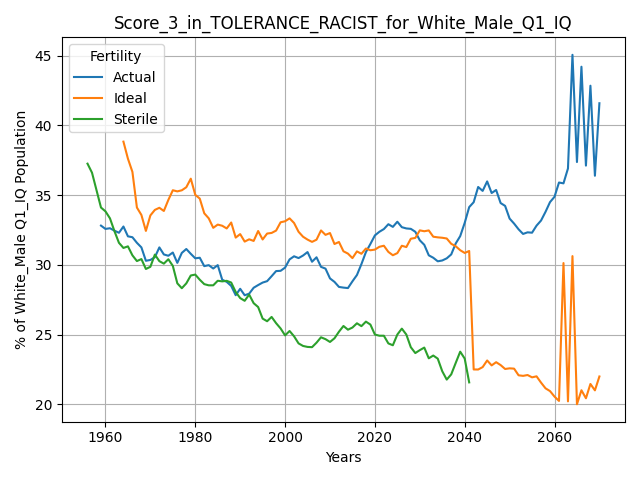 Score_3_in_TOLERANCE_RACIST_for_White_Male_Q1_IQ
Fertility
Actual
Ideal
Sterile
% of White_Male Q1_IQ Population
45
40
35
30
25
20
1960
1980
2000
2020
2040
2060
Years